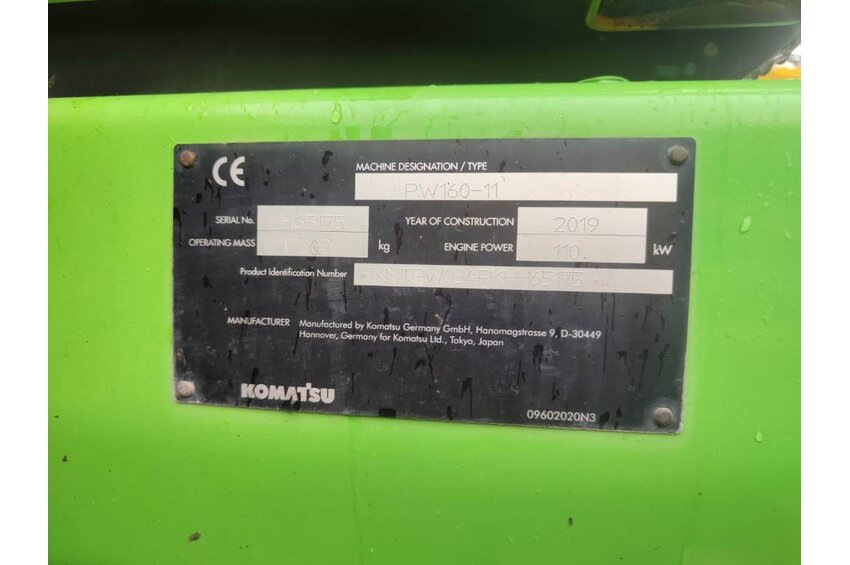 CE
MACHINE DESIGNATION / TYPE
PW160-11
SERIAL No. H65175 YEAR OF CONSTRUCTION 2019
OPERATING MASS kg ENGINE POWER 110. kW
Product Identification Number
MANUFACTURER Manufactured by Komatsu Germany GmbH, Hanomagstrasse 9, D-30449
Hannover, Germany for Komatsu Ltd., Tokyo, Japan
KOMATSU
09602020N3